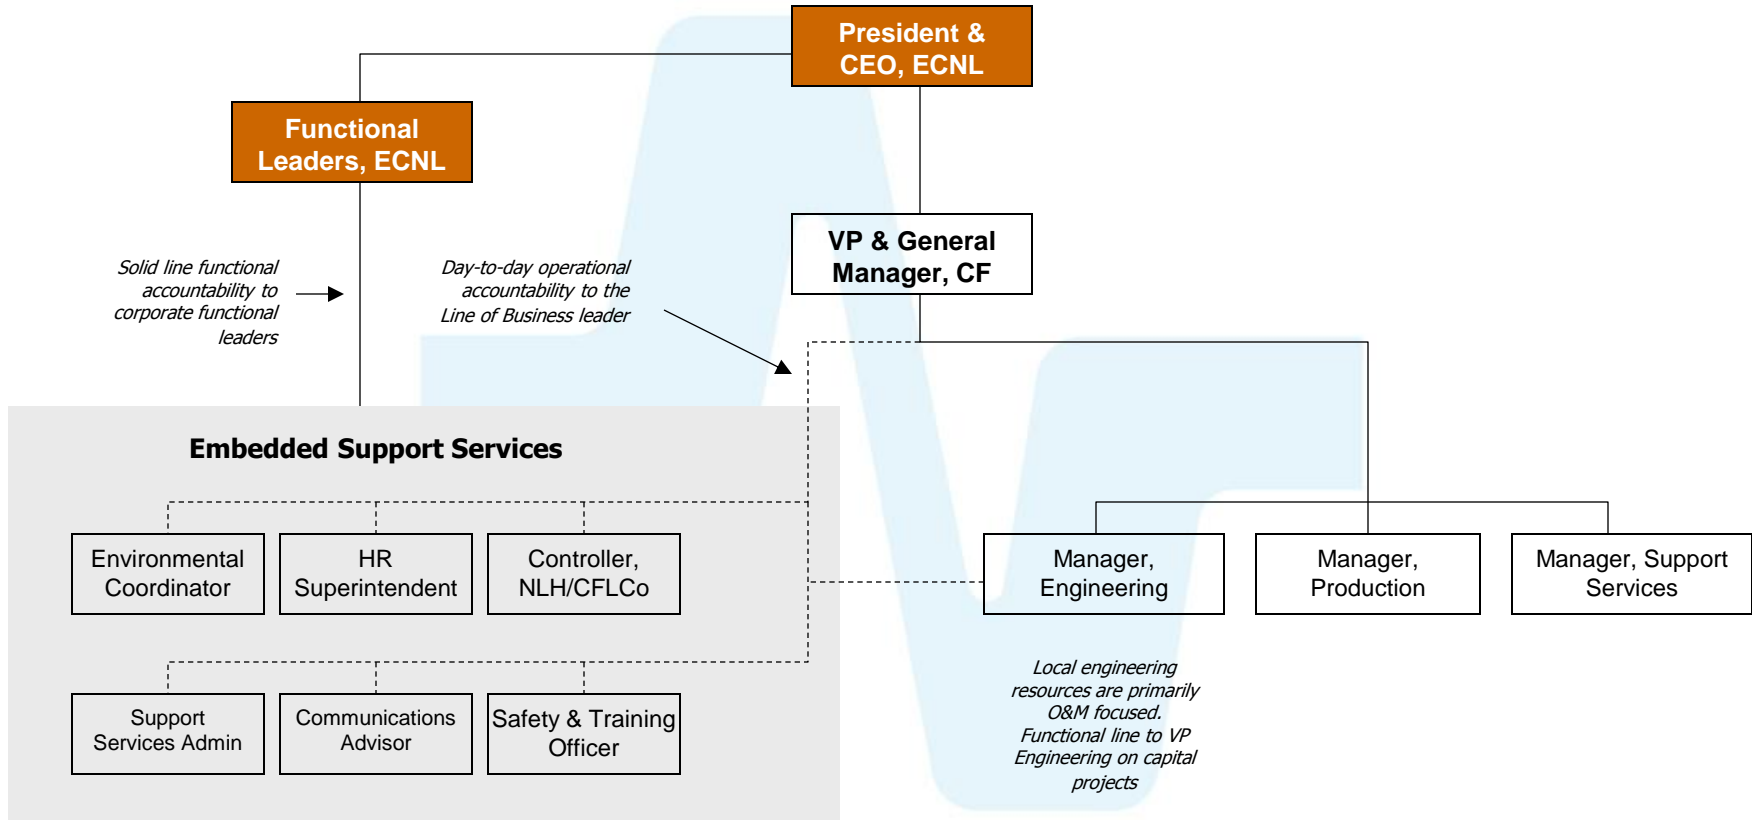 President &
CEO, ECNL
Functional
Leaders, ECNL
VP & General
Manager, CF
Solid line functional
accountability to
corporate functional
leaders
Day-to-day operational
accountability to the
Line of Business leader
Embedded Support Services
Environmental
Coordinator
HR
Superintendent
Controller,
NLH/CFLCo
Manager,
Engineering
Manager,
Production
Manager, Support
Services
Support
Services Admin
Communications
Advisor
Safety & Training
Officer
Local engineering
resources are primarily
O&M focused.
Functional line to VP
Engineering on capital
projects